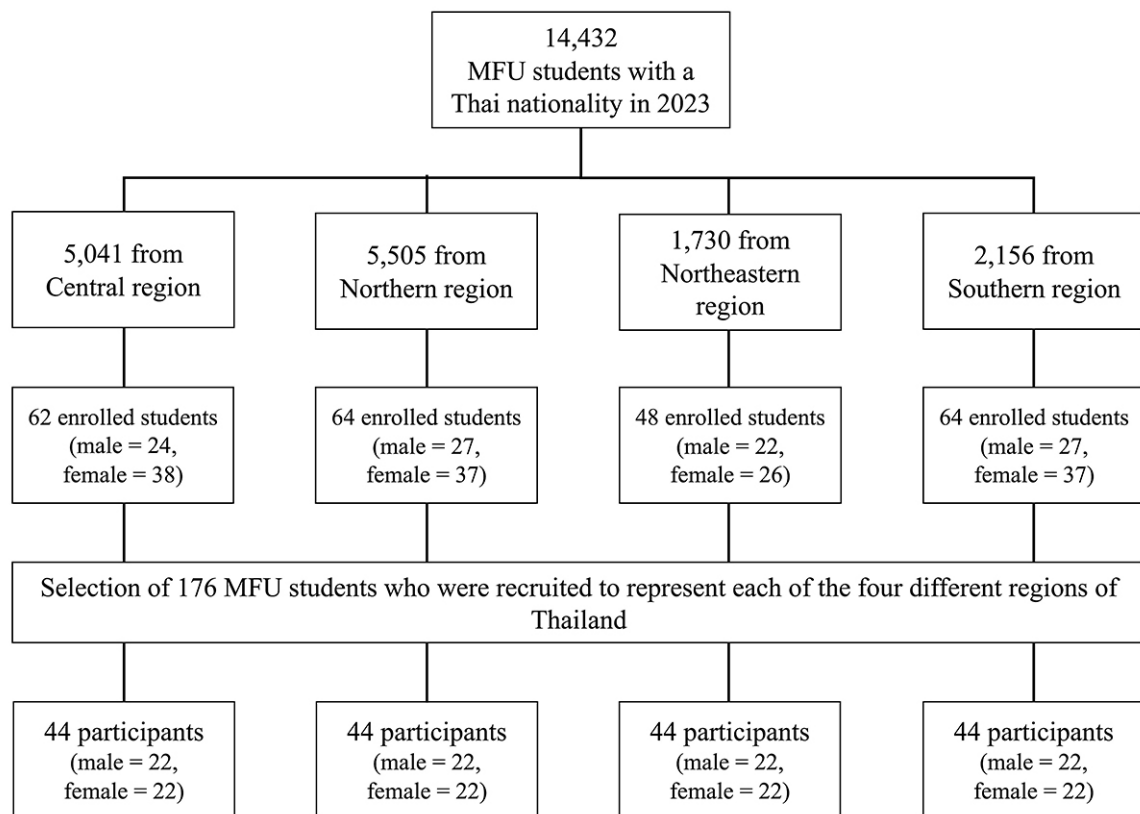 14,432
MFU students with a
Thai nationality in 2023
5,041 from
Central region
5,505 from
Northern region
1,730 from
Northeastern
region
2,156 from
Southern region
62 enrolled students
(male = 24,
female = 38)
64 enrolled students
(male = 27,
female = 37)
48 enrolled students
(male = 22,
female = 26)
64 enrolled students
(male = 27,
female = 37)
Selection of 176 MFU students who were recruited to represent each of the four different regions of
Thailand
44 participants
(male = 22,
female = 22)
44 participants
(male = 22,
female = 22)
44 participants
(male = 22,
female = 22)
44 participants
(male = 22,
female = 22)